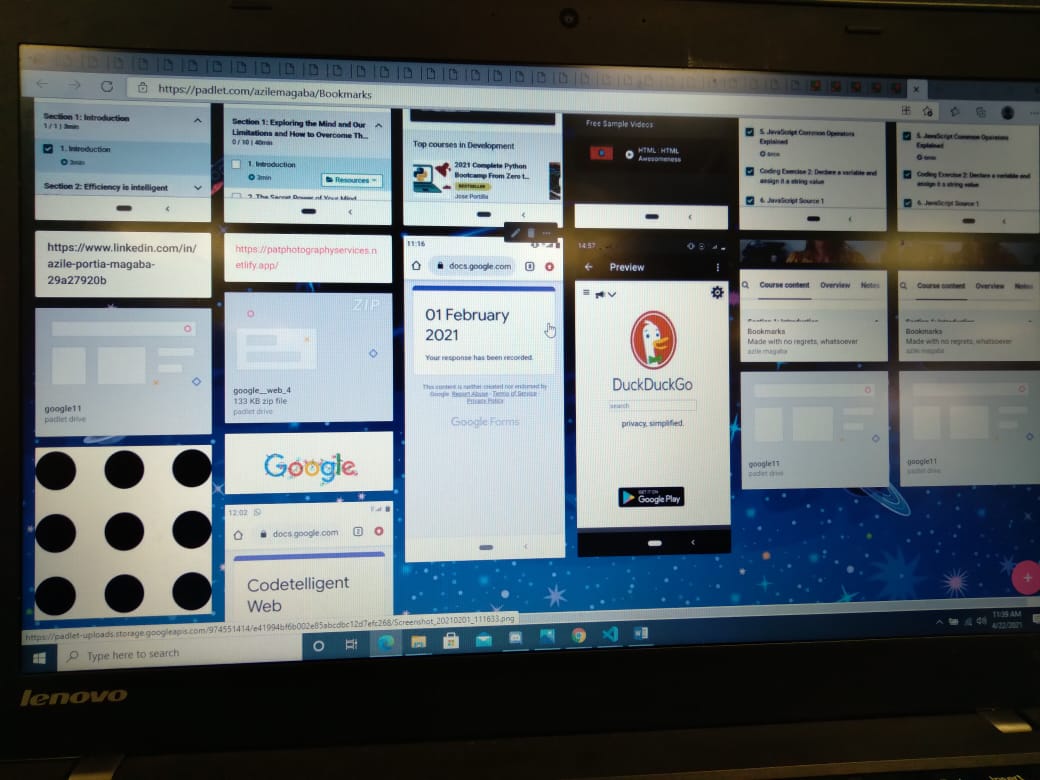 https://padlet.com/azilemagaba/Bookmarks
Section 1: Introduction
1 / 1 | 3min
1. Introduction
3min
Section 2: Efficiency is intelligent
Section 1: Exploring the Mind and Our
Limitations and How to Overcome Th...
0 / 10 | 40min
1. Introduction
3min
Resources
2. The Secret Power of Your Mind
Top courses in Development
2021 Complete Python
Bootcamp From Zero t...
BESTSELLER
Jose Portilla
Free Sample Videos
HTML : HTML
Awesomeness
5. JavaScript Common Operators
Explained
6min
Coding Exercise 2: Declare a variable and
assign it a string value
6. JavaScript Source 1
5. JavaScript Common Operators
Explained
6min
Coding Exercise 2: Declare a variable and
assign it a string value
6. JavaScript Source 1
https://www.linkedin.com/in/
azile-portia-magaba-
29a27920b
https://patphotographyservices.n
etlify.app/
ZIP
google__web_4
133 KB zip file
padlet drive
google11
padlet drive
Google
12:02
docs.google.com
Codetelligent
Web
11:16
docs.google.com
01 February
2021
Your response has been recorded.
This content is neither created nor endorsed by
Google. Report Abuse - Terms of Service -
Privacy Policy
Google Forms
14:57
Preview
DuckDuckGo
search
privacy, simplified.
GET IT ON
Google Play
Course content Overview Notes
Section 1: Introduction
Bookmarks
Made with no regrets, whatsoever
azile magaba
google11
padlet drive
Course content Overview Notes
Section 1: Introduction
Bookmarks
Made with no regrets, whatsoever
azile magaba
google11
padlet drive
https://padlet-uploads.storage.googleapis.com/974551414/e41994bf6b002e85abcdbc12d7efc268/Screenshot_20210201_111633.png
Type here to search
11:39 AM
4/22/2021
lenovo